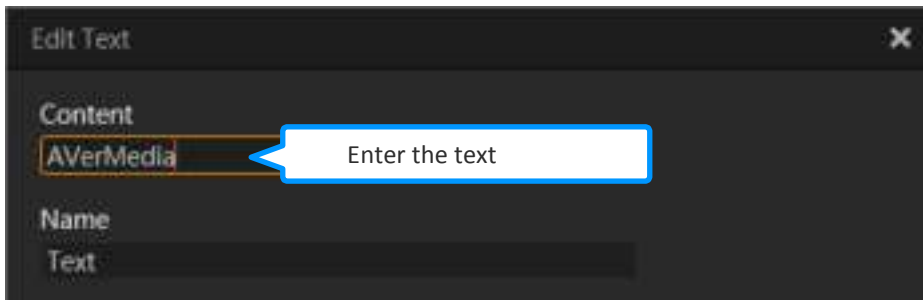 Edit Text
Content
AVerMedia
Enter the text
Name
Text